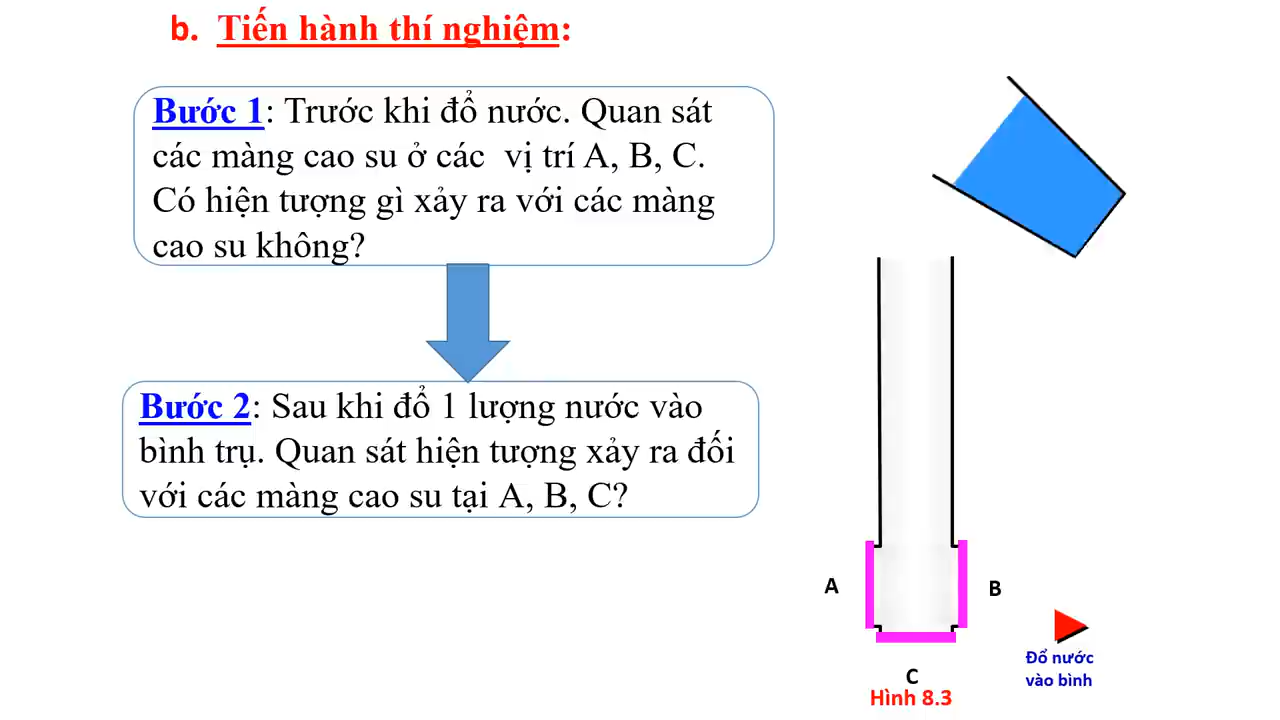 b. Tiến hành thí nghiệm:
Bước 1: Trước khi đổ nước. Quan sát
các màng cao su ở các vị trí A, B, C.
Có hiện tượng gì xảy ra với các màng
cao su không?
Bước 2: Sau khi đổ 1 lượng nước vào
bình trụ. Quan sát hiện tượng xảy ra đối
với các màng cao su tại A, B, C?
A
B
C
Hình 8.3
Đổ nước
vào bình